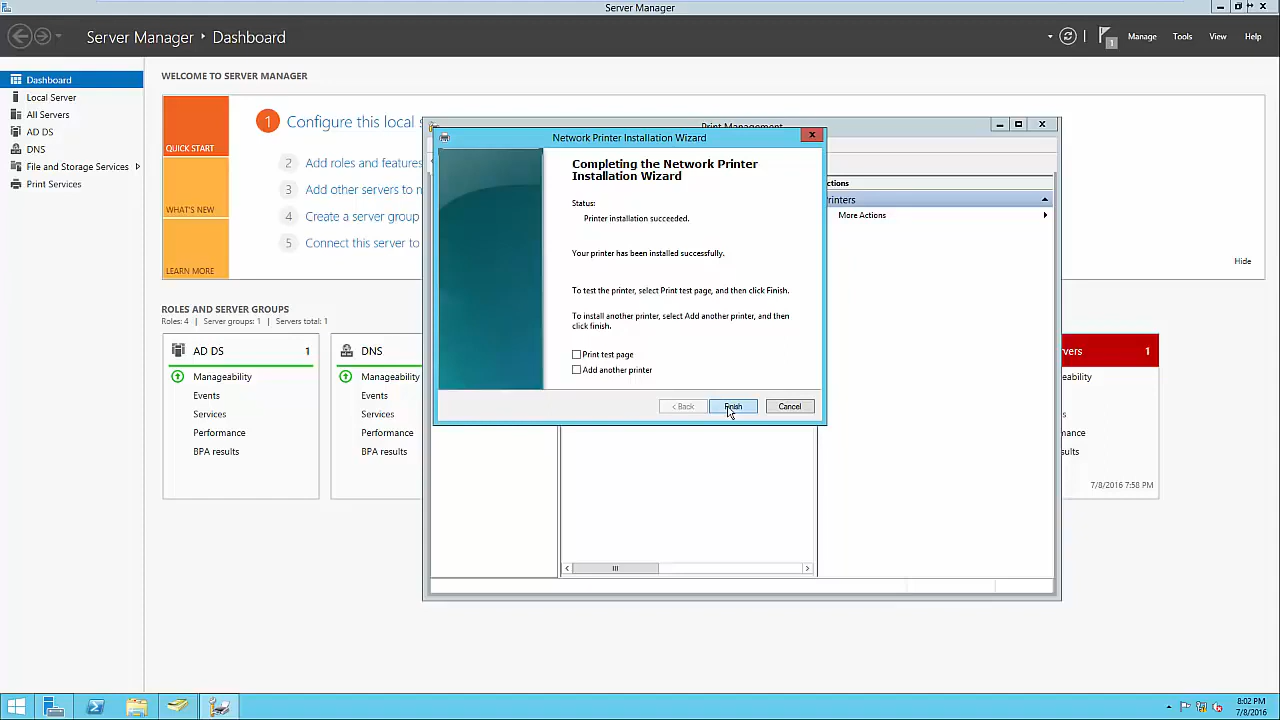 Server Manager
Server Manager ‣ Dashboard
1
Manage
Tools
View
Help
Dashboard
Local Server
All Servers
AD DS
DNS
File and Storage Services
Print Services
WELCOME TO SERVER MANAGER
QUICK START
WHAT'S NEW
LEARN MORE
1 Configure this local s
2 Add roles and features
3 Add other servers to m
4 Create a server group
5 Connect this server to
Hide
ROLES AND SERVER GROUPS
Roles: 4 | Server groups: 1 | Servers total: 1
AD DS 1
Manageability
Events
Services
Performance
BPA results
DNS
Manageability
Events
Services
Performance
BPA results
Print Management
ctions
rinters
More Actions
Network Printer Installation Wizard
Completing the Network Printer
Installation Wizard
Status:
Printer installation succeeded.
Your printer has been installed successfully.
To test the printer, select Print test page, and then click Finish.
To install another printer, select Add another printer, and then
click finish.
Print test page
Add another printer
< Back
Finish
Cancel
rvers 1
eability
ts
ces
mance
sults
7/8/2016 7:58 PM
8:02 PM
7/8/2016